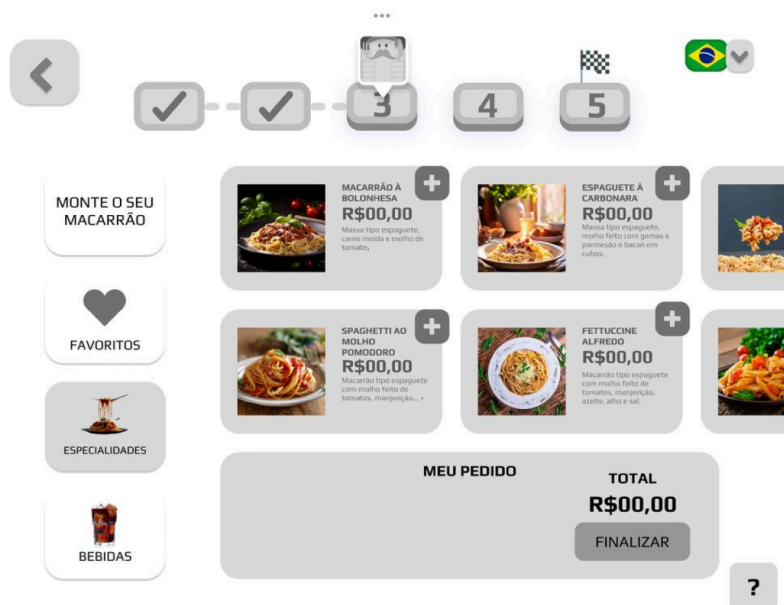 ...
3
4
5
MONTE O SEU
MACARRÃO
FAVORITOS
ESPECIALIDADES
BEBIDAS
MACARRÃO À
BOLONHESA
R$00,00
Massa tipo espaguete,
carne moída e molho de
tomate.
ESPAGUETE À
CARBONARA
R$00,00
Massa tipo espaguete,
molho feito com gemas e
parmesão e bacon em
cubos.
SPAGHETTI AO
MOLHO
POMODORO
R$00,00
Macarrão tipo espaguete
com molho feito de
tomates, manjerição... +
FETTUCCINE
ALFREDO
R$00,00
Macarrão tipo espaguete
com molho feito de
tomates, manjerição,
azeite, alho e sal.
MEU PEDIDO
TOTAL
R$00,00
FINALIZAR
?